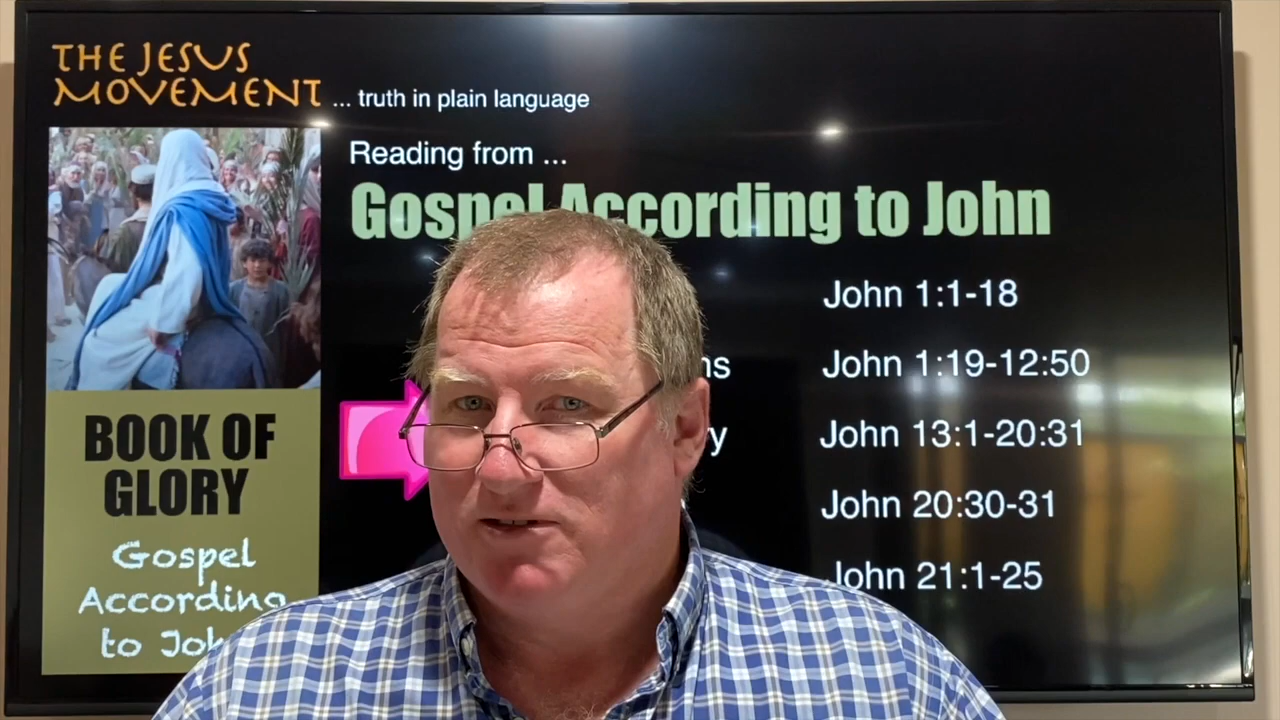 THE JESUS
MOVEMENT ... truth in plain language
Reading from ...
Gospel According to John
John 1:1-18
John 1:19-12:50
John 13:1-20:31
John 20:30-31
John 21:1-25
BOOK OF
GLORY
Gospel
According
to